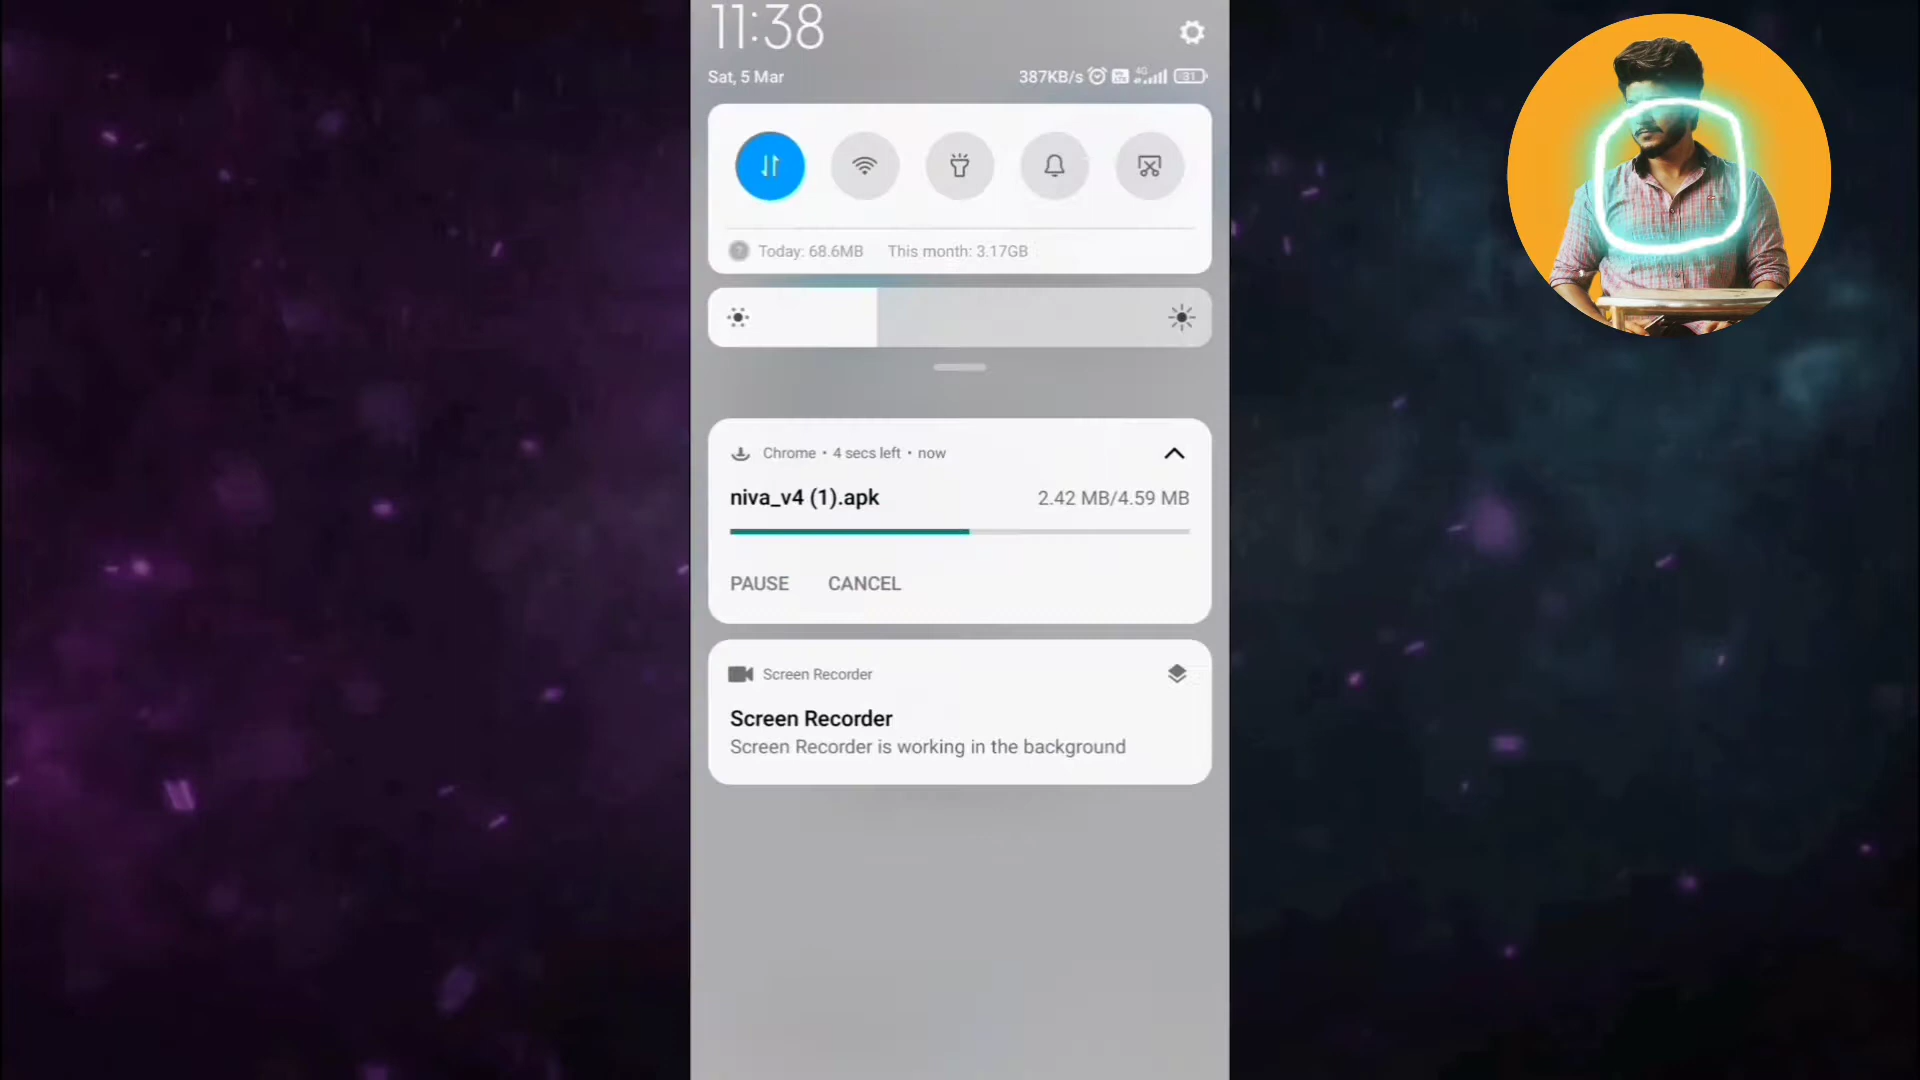 11:38
Sat, 5 Mar
387KB/s 4G 31
Today: 68.6MB This month: 3.17GB
Chrome • 4 secs left • now
niva_v4 (1).apk
2.42 MB/4.59 MB
PAUSE CANCEL
Screen Recorder
Screen Recorder
Screen Recorder is working in the background